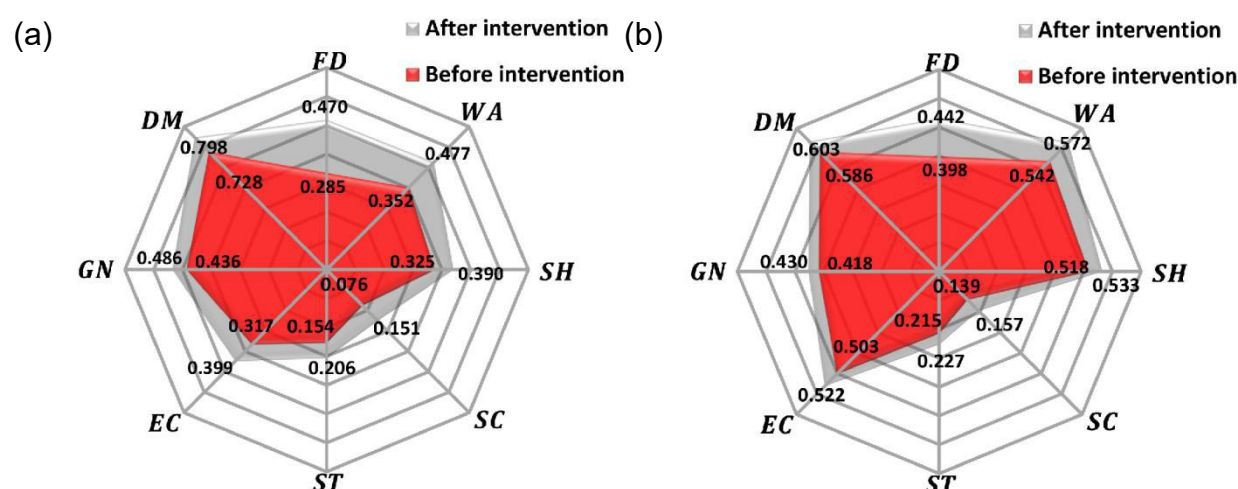 (a)
After intervention
Before intervention
FD
WA
SH
SC
ST
EC
GN
DM
0.470
0.477
0.390
0.151
0.206
0.399
0.486
0.798
0.285
0.352
0.325
0.076
0.154
0.317
0.436
0.728
(b)
After intervention
Before intervention
FD
WA
SH
SC
ST
EC
GN
DM
0.442
0.572
0.533
0.157
0.227
0.522
0.430
0.603
0.398
0.542
0.518
0.139
0.215
0.503
0.418
0.586